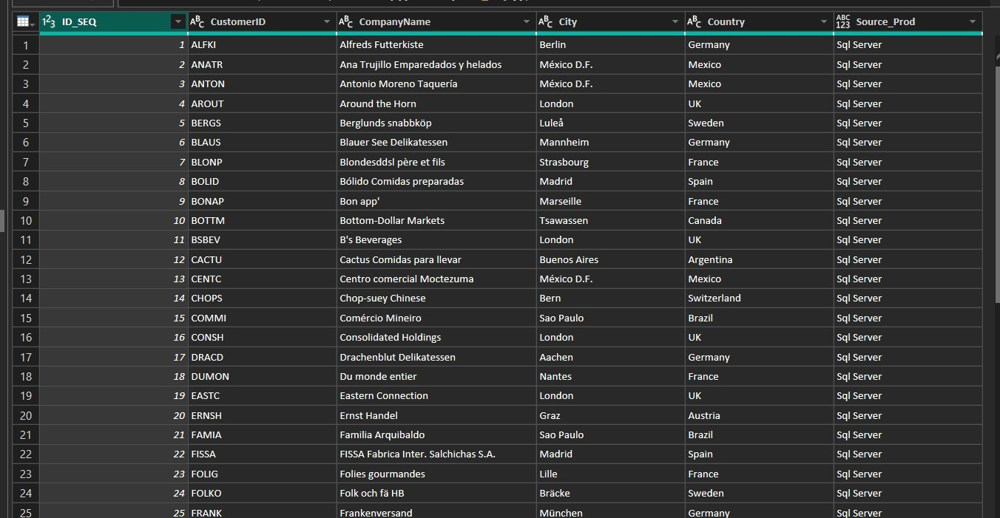 1²3 ID_SEQ ABC CustomerID ABC CompanyName ABC City ABC Country ABC 123 Source_Prod
1 1 ALFKI Alfreds Futterkiste Berlin Germany Sql Server
2 2 ANATR Ana Trujillo Emparedados y helados México D.F. Mexico Sql Server
3 3 ANTON Antonio Moreno Taquería México D.F. Mexico Sql Server
4 4 AROUT Around the Horn London UK Sql Server
5 5 BERGS Berglunds snabbköp Luleå Sweden Sql Server
6 6 BLAUS Blauer See Delikatessen Mannheim Germany Sql Server
7 7 BLONP Blondesddsl père et fils Strasbourg France Sql Server
8 8 BOLID Bólido Comidas preparadas Madrid Spain Sql Server
9 9 BONAP Bon app' Marseille France Sql Server
10 10 BOTTM Bottom-Dollar Markets Tsawassen Canada Sql Server
11 11 BSBEV B's Beverages London UK Sql Server
12 12 CACTU Cactus Comidas para llevar Buenos Aires Argentina Sql Server
13 13 CENTC Centro comercial Moctezuma México D.F. Mexico Sql Server
14 14 CHOPS Chop-suey Chinese Bern Switzerland Sql Server
15 15 COMMI Comércio Mineiro Sao Paulo Brazil Sql Server
16 16 CONSH Consolidated Holdings London UK Sql Server
17 17 DRACD Drachenblut Delikatessen Aachen Germany Sql Server
18 18 DUMON Du monde entier Nantes France Sql Server
19 19 EASTC Eastern Connection London UK Sql Server
20 20 ERNSH Ernst Handel Graz Austria Sql Server
21 21 FAMIA Familia Arquibaldo Sao Paulo Brazil Sql Server
22 22 FISSA FISSA Fabrica Inter. Salchichas S.A. Madrid Spain Sql Server
23 23 FOLIG Folies gourmandes Lille France Sql Server
24 24 FOLKO Folk och fä HB Bräcke Sweden Sql Server
25 25 FRANK Frankenversand München Germany Sql Server